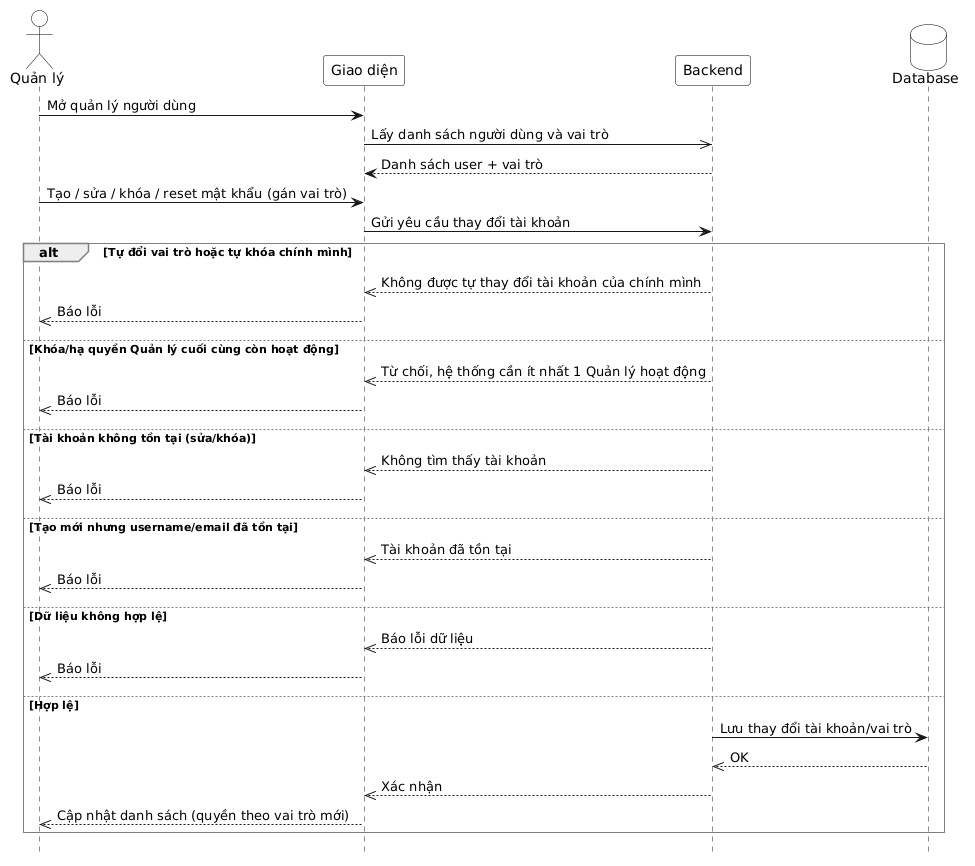 Quản lý
Giao diện
Backend
Database
Mở quản lý người dùng
Lấy danh sách người dùng và vai trò
Danh sách user + vai trò
Tạo / sửa / khóa / reset mật khẩu (gán vai trò)
Gửi yêu cầu thay đổi tài khoản
alt [Tự đổi vai trò hoặc tự khóa chính mình]
Không được tự thay đổi tài khoản của chính mình
Báo lỗi
[Khóa/hạ quyền Quản lý cuối cùng còn hoạt động]
Từ chối, hệ thống cần ít nhất 1 Quản lý hoạt động
Báo lỗi
[Tài khoản không tồn tại (sửa/khóa)]
Không tìm thấy tài khoản
Báo lỗi
[Tạo mới nhưng username/email đã tồn tại]
Tài khoản đã tồn tại
Báo lỗi
[Dữ liệu không hợp lệ]
Báo lỗi dữ liệu
Báo lỗi
[Hợp lệ]
Lưu thay đổi tài khoản/vai trò
OK
Xác nhận
Cập nhật danh sách (quyền theo vai trò mới)